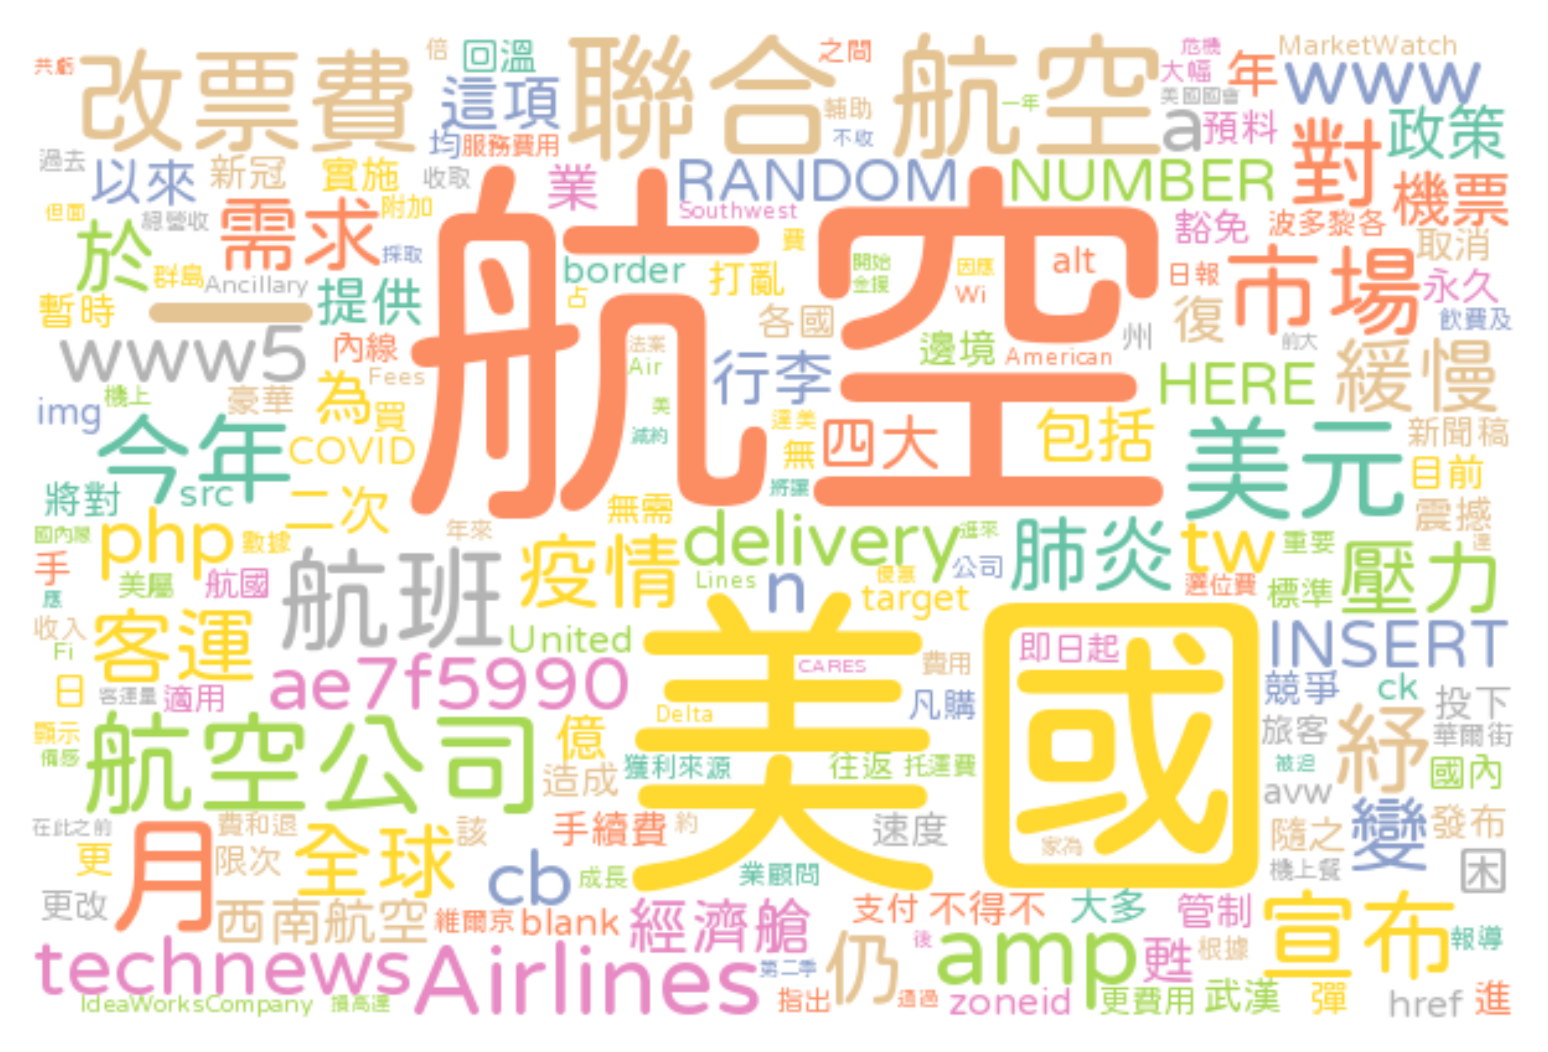 共虧
改票費
倍
回溫
這項
聯合航空
之間
輔助
不收
一年
危機
大幅
美國國會
年
MarketWatch
www
a
預料
對
政策
均
服務費用
過去
以來
新冠
實施
收取
業
RANDOM
NUMBER
機票
但面
總營收
需求
附加
Southwest
豁免
波多黎各
於
採取
費
取消
群島
Ancillary
border
打亂
開始
金援
因應
alt
日報
市場
永久
暫時
一
提供
占
航空
Wi
各國
復
飲費及
www5
內線
法案
Air
行李
邊境
American
州
前大
Fees
機上
豪華
為
買
美
減約
達美
HERE
緩慢
img
今年
COVID
無
四大
包括
美元
新聞稿
目前
將對
src
二次
將讓
無需
震撼
國內限
php
數據
年來
delivery
進來
肺炎
tw
重要
達
手
美屬
航國
航班
疫情
Lines
n
公司
target
選位費
標準
壓力
應
收入
Fi
客運
United
美國
CARES
費用
即日起
INSERT
日
客運量
適用
ae7f5990
Delta
凡購
競爭
ck
投下
顯示
備感
航空公司
億
造成
獲利來源
往返
托運費
旅客
紓
華爾街
被迫
國內
avw
在此之前
費和退
該
手續費
約
速度
家為
隨之
變
發布
更
月
限次
全球
cb
成長
業顧問
機上餐
困
更改
西南航空
維爾京
blank
經濟艙
支付
不得不
大多
管制
宣布
報導
technews
Airlines
第二季
仍
後
amp
甦
根據
IdeaWorksCompany
損高達
指出
通過
zoneid
更費用
武漢
彈
href
進